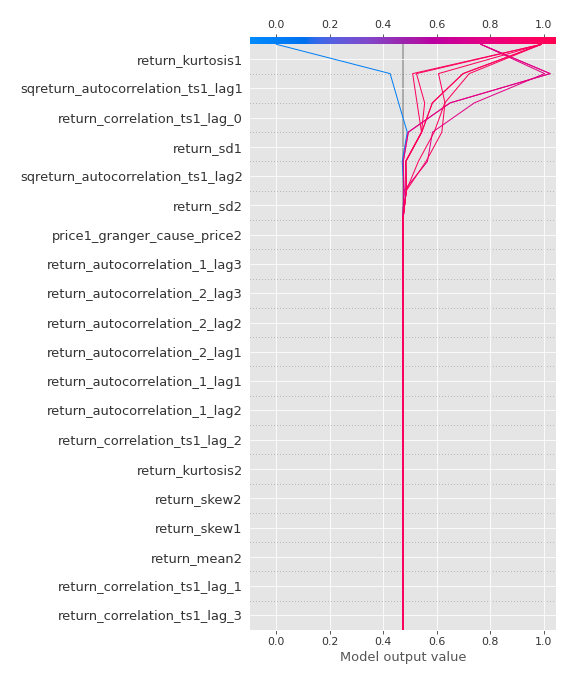 0.0 0.2 0.4 0.6 0.8 1.0
return_kurtosis1
sqreturn_autocorrelation_ts1_lag1
return_correlation_ts1_lag_0
return_sd1
sqreturn_autocorrelation_ts1_lag2
return_sd2
price1_granger_cause_price2
return_autocorrelation_1_lag3
return_autocorrelation_2_lag3
return_autocorrelation_2_lag2
return_autocorrelation_2_lag1
return_autocorrelation_1_lag1
return_autocorrelation_1_lag2
return_correlation_ts1_lag_2
return_kurtosis2
return_skew2
return_skew1
return_mean2
return_correlation_ts1_lag_1
return_correlation_ts1_lag_3
0.0 0.2 0.4 0.6 0.8 1.0
Model output value